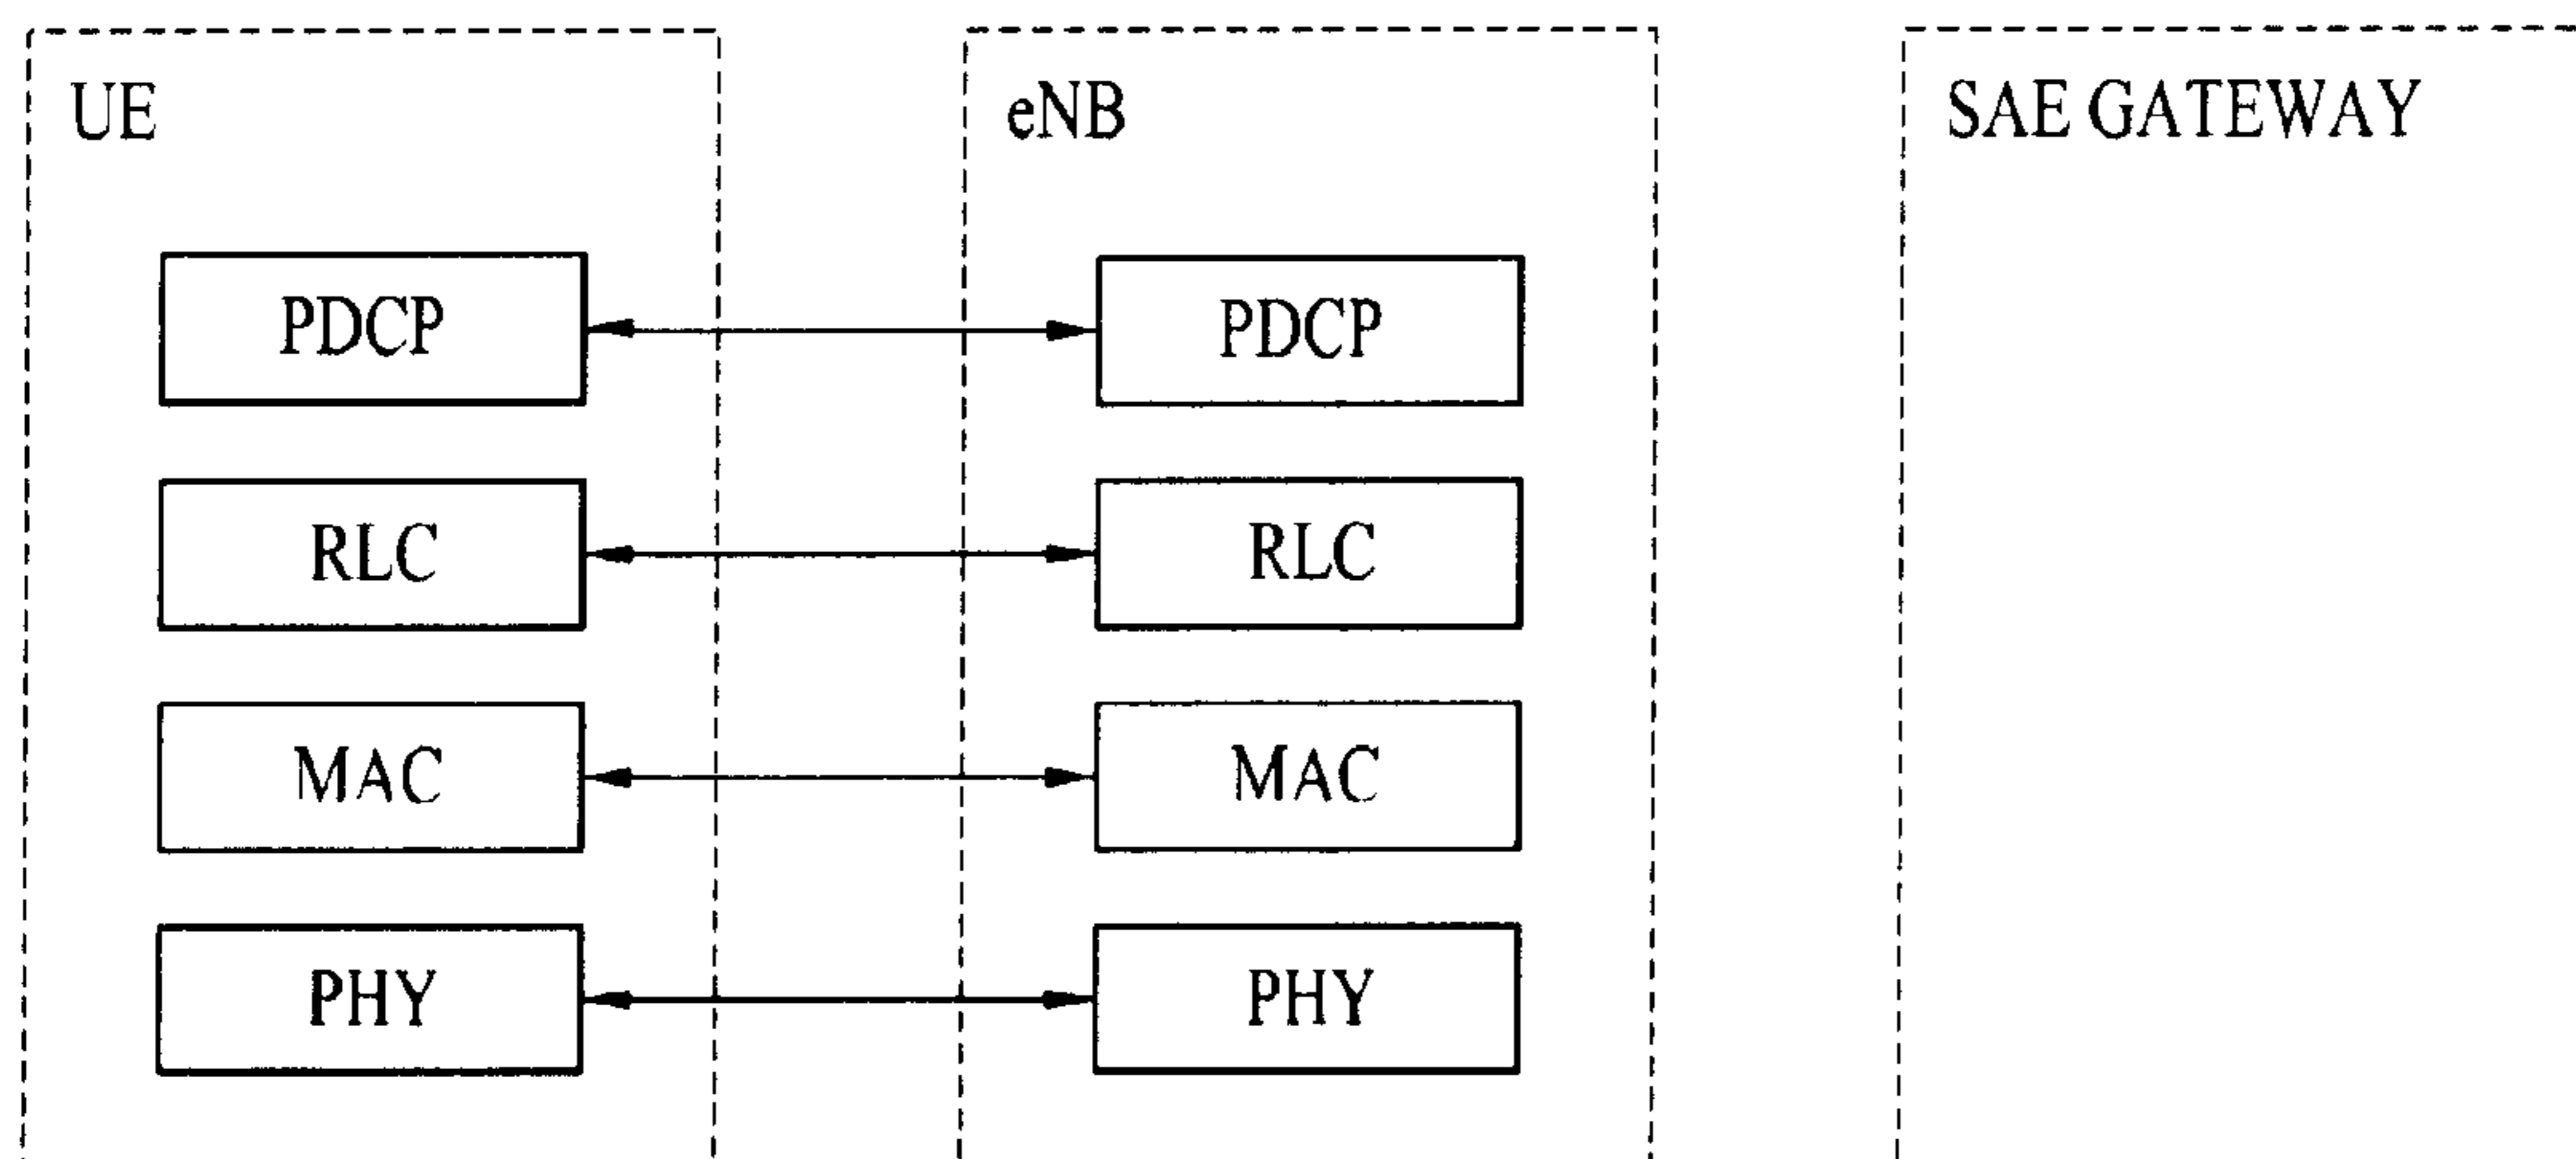 UE
eNB
SAE GATEWAY
PDCP
PDCP
RLC
RLC
MAC
MAC
PHY
PHY